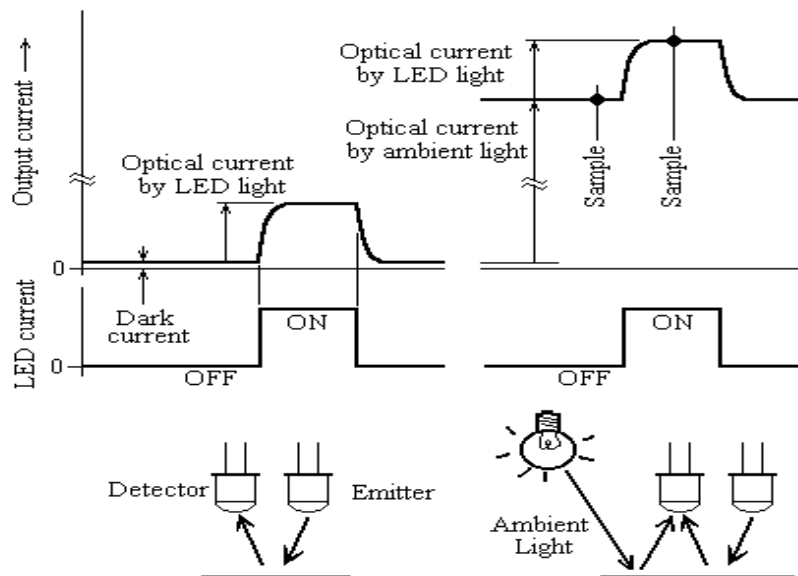 Output current
Optical current
by LED light
0
Dark
current
Optical current
by LED light
Optical current
by ambient light
Sample
Sample
LED current
0
OFF
ON
OFF
ON
Detector
Emitter
Ambient
Light